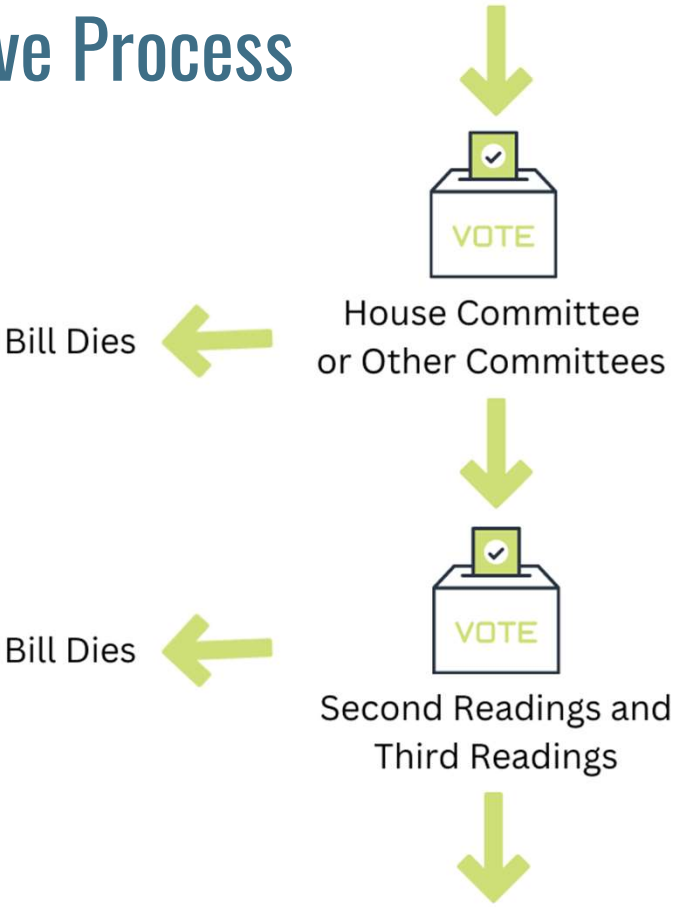 ve Process
VOTE
House Committee
or Other Committees
Bill Dies
VOTE
Second Readings and
Third Readings
Bill Dies